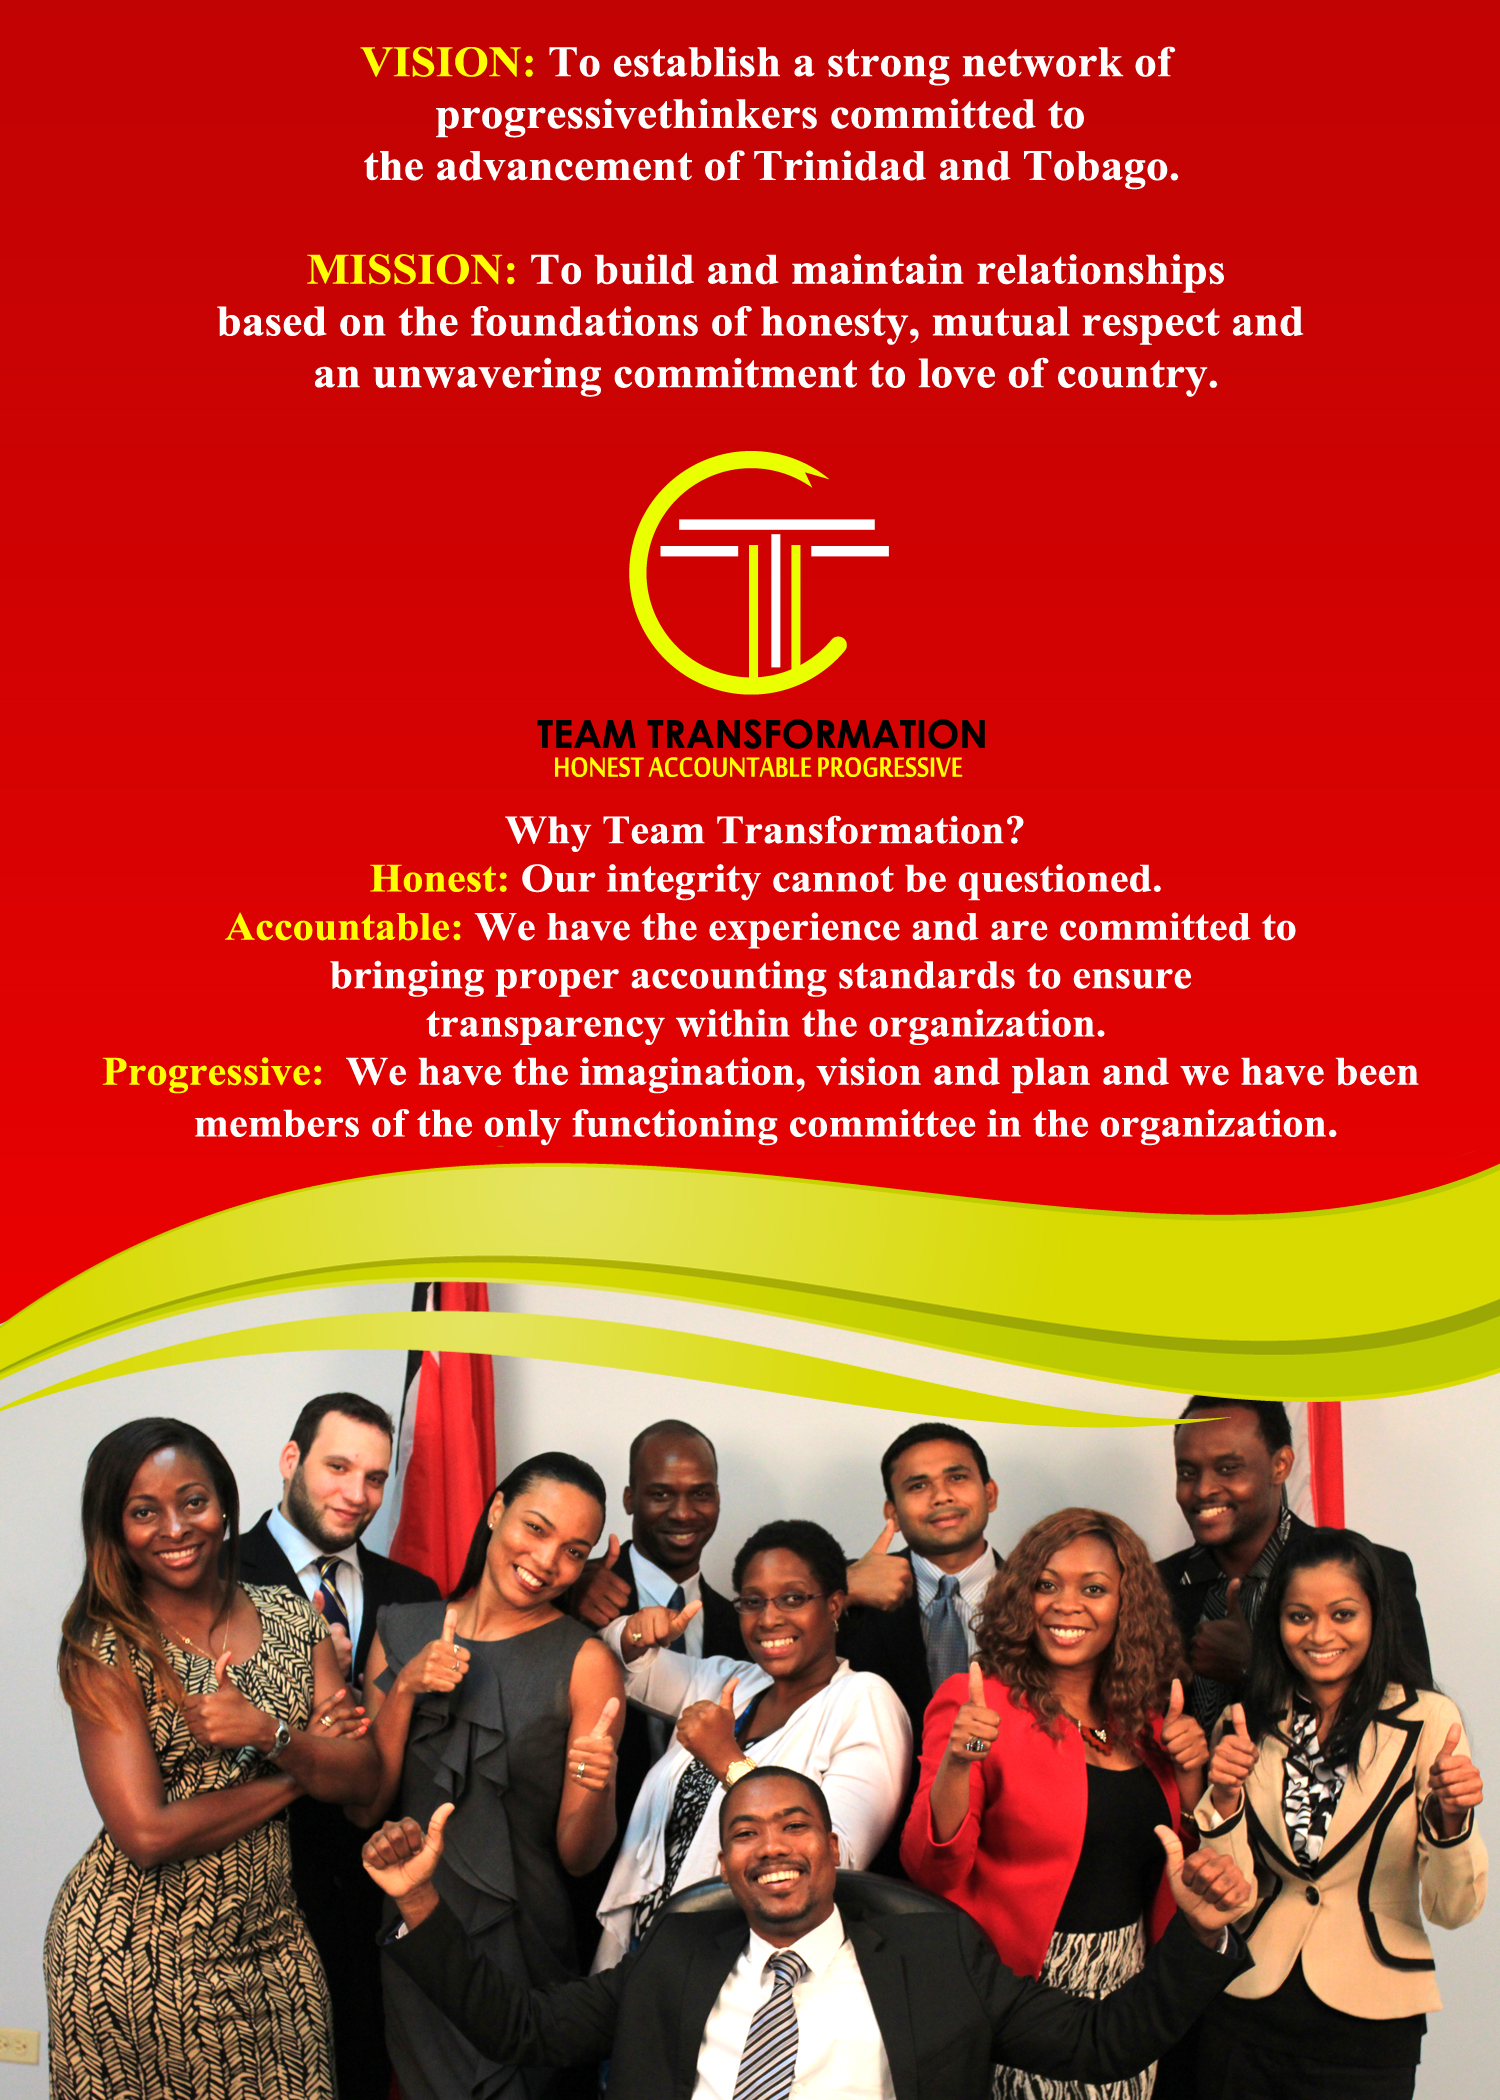 VISION: To establish a strong network of
progressivethinkers committed to
the advancement of Trinidad and Tobago.
MISSION: To build and maintain relationships
based on the foundations of honesty, mutual respect and
an unwavering commitment to love of country.
TEAM TRANSFORMATION
HONEST ACCOUNTABLE PROGRESSIVE
Why Team Transformation?
Honest: Our integrity cannot be questioned.
Accountable: We have the experience and are committed to
bringing proper accounting standards to ensure
transparency within the organization.
Progressive: We have the imagination, vision and plan and we have been
members of the only functioning committee in the organization.